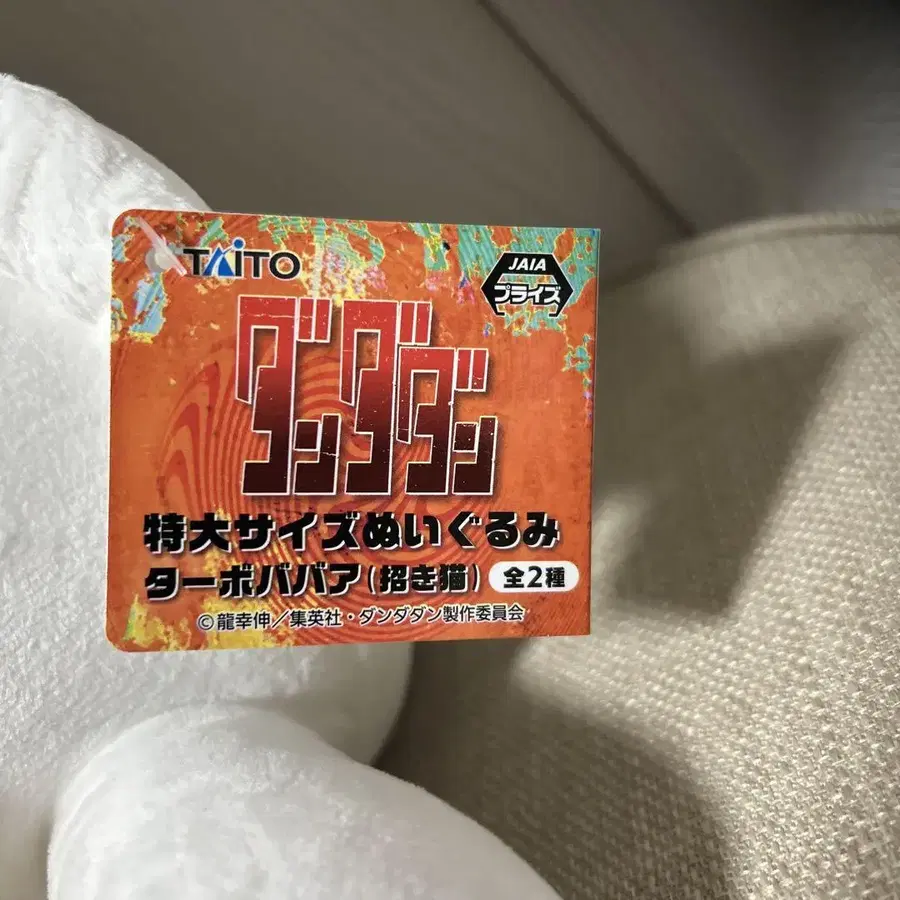 TAITO
JAIA
プライズ
ダンダダン
特大サイズぬいぐるみ
ターボババア(招き猫) 全2種
©龍幸伸/集英社・ダンダダン製作委員会